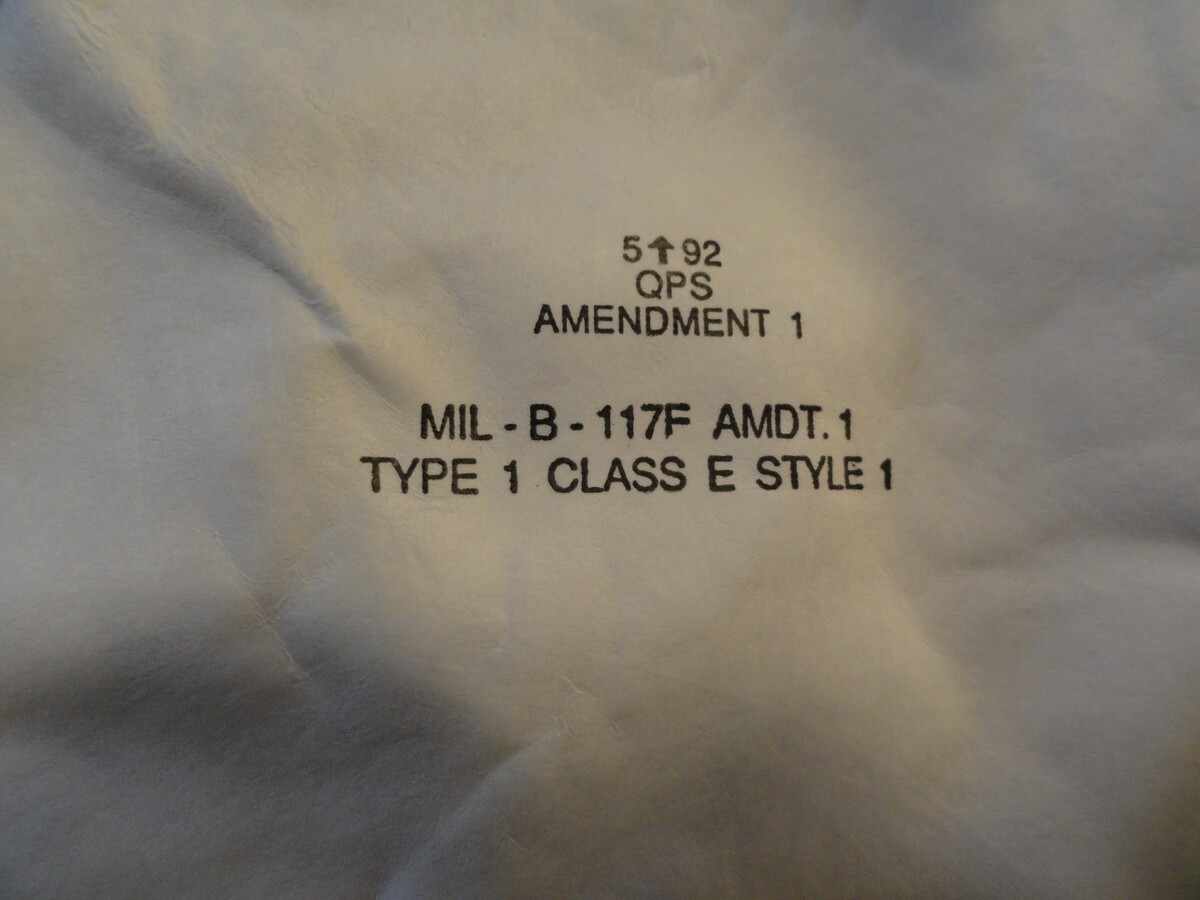 5↑92
QPS
AMENDMENT 1
MIL - B - 117F AMDT. 1
TYPE 1 CLASS E STYLE 1